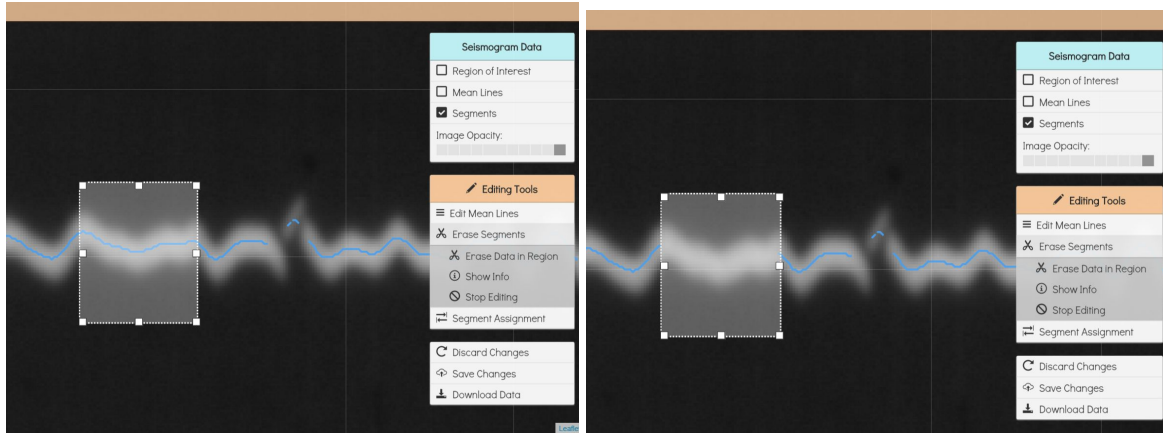 Seismogram Data
Region of Interest
Mean Lines
Segments
Image Opacity:
Editing Tools
Edit Mean Lines
Erase Segments
Erase Data in Region
Show Info
Stop Editing
Segment Assignment
Discard Changes
Save Changes
Download Data
Seismogram Data
Region of Interest
Mean Lines
Segments
Image Opacity:
Editing Tools
Edit Mean Lines
Erase Segments
Erase Data in Region
Show Info
Stop Editing
Segment Assignment
Discard Changes
Save Changes
Download Data